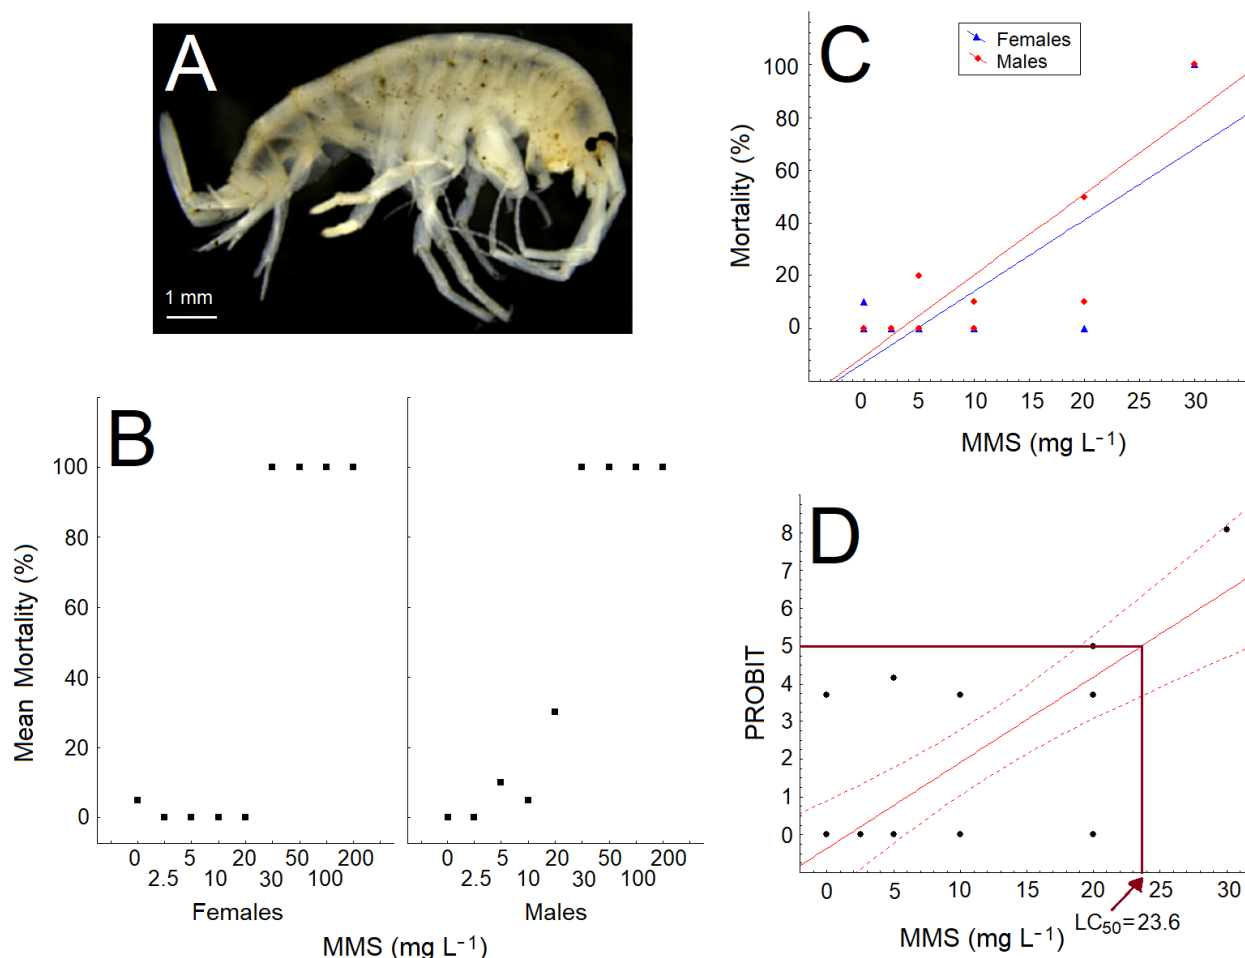 A
1 mm
B
Mean Mortality (%)
100
80
60
40
20
0
0 5 20 50 200
2.5 10 30 100
Females
0 5 20 50 200
2.5 10 30 100
Males
MMS (mg L⁻¹)
C
Females
Males
Mortality (%)
100
80
60
40
20
0
0 5 10 15 20 25 30
MMS (mg L⁻¹)
D
PROBIT
8
7
6
5
4
3
2
1
0
0 5 10 15 20 25 30
LC₅₀=23.6
MMS (mg L⁻¹)